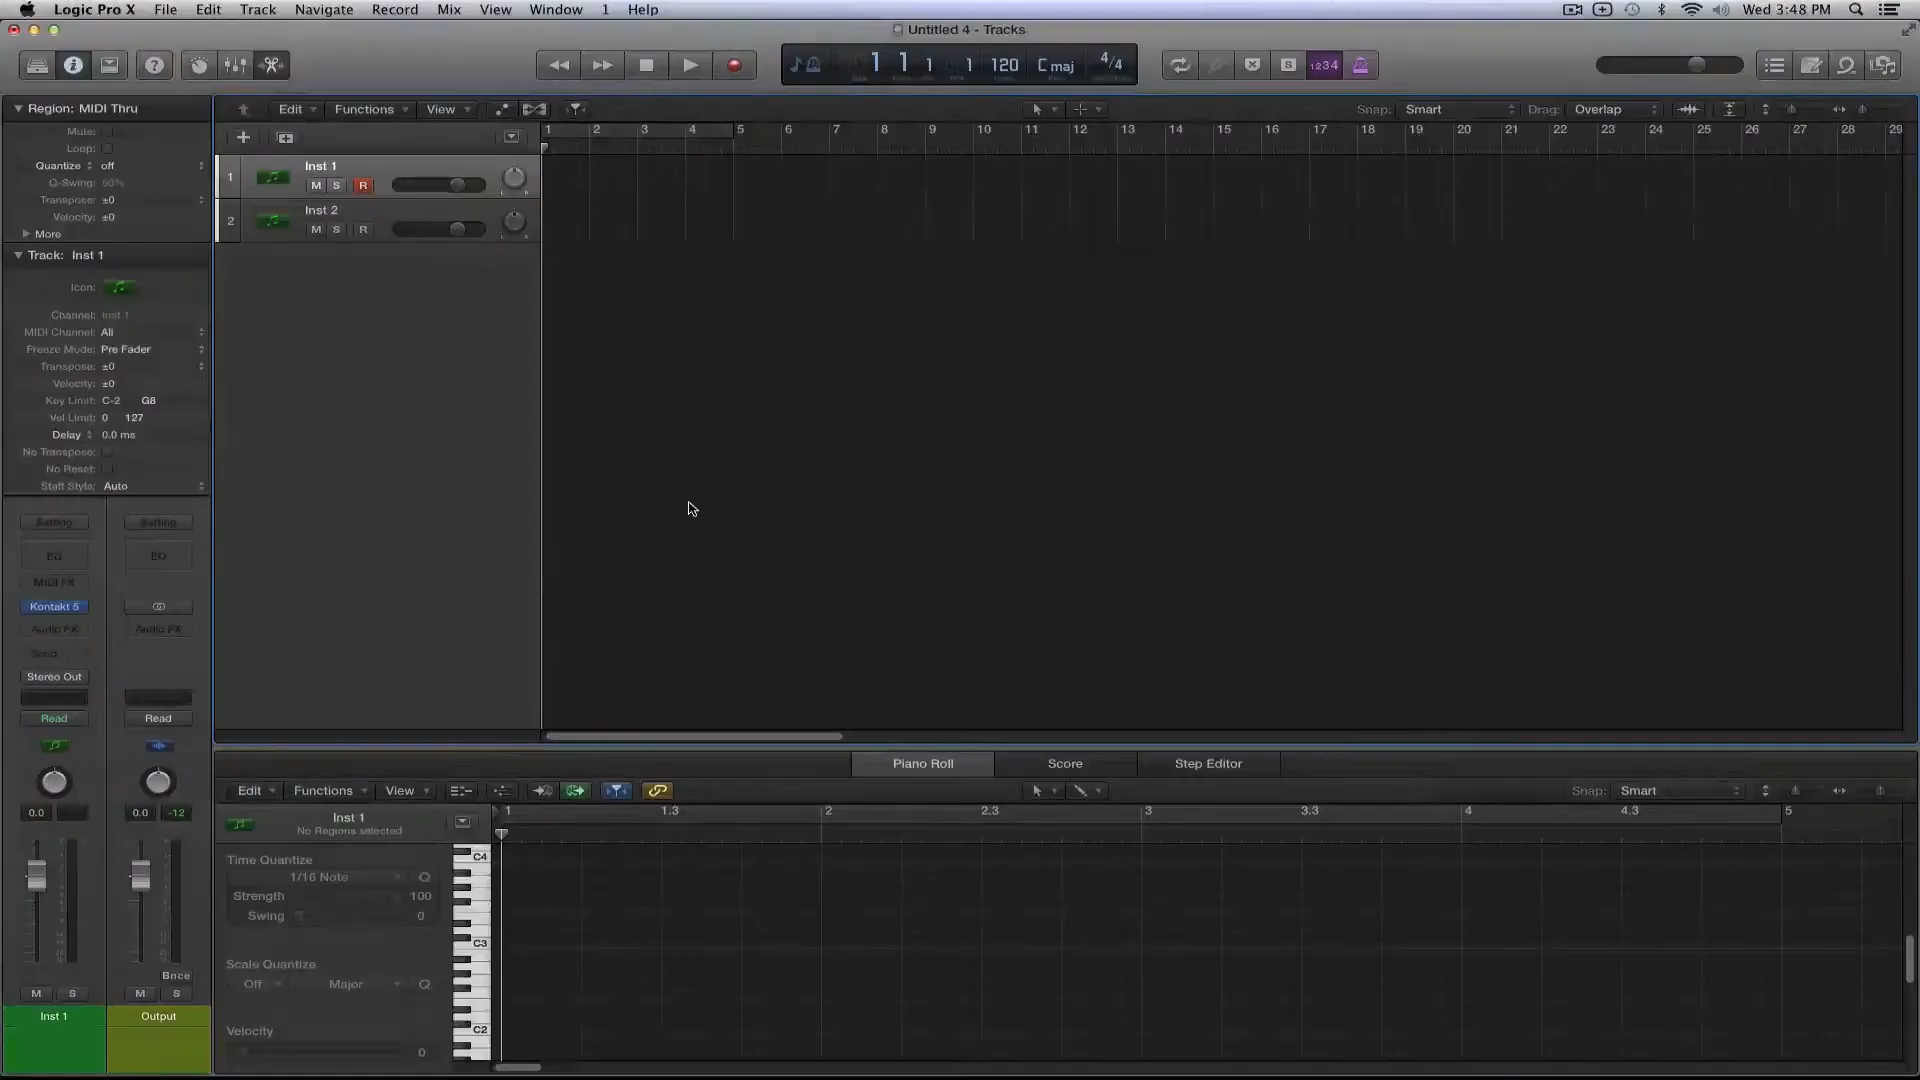 Logic Pro X File Edit Track Navigate Record Mix View Window 1 Help Wed 3:48 PM
Untitled 4 - Tracks
1 1 1 1 120 C maj 4/4
1234
Region: MIDI Thru
Edit Functions View Snap: Smart Drag: Overlap
Mute:
Loop:
Quantize off
Q-Swing: 50%
Transpose: ±0
Velocity: ±0
More
1 2 3 4 5 6 7 8 9 10 11 12 13 14 15 16 17 18 19 20 21 22 23 24 25 26 27 28 29
1 Inst 1
M S R
2 Inst 2
M S R
Track: Inst 1
Icon:
Channel: Inst 1
MIDI Channel: All
Freeze Mode: Pre Fader
Transpose: ±0
Velocity: ±0
Key Limit: C-2 G8
Vel Limit: 0 127
Delay 0.0 ms
No Transpose:
No Reset:
Staff Style: Auto
Setting Setting
EQ EQ
MIDI FX
Kontakt 5
Audio FX Audio FX
Send
Stereo Out
Read Read
0.0 0.0 -12
Bnce
M S M S
Inst 1 Output
Piano Roll Score Step Editor
Edit Functions View Snap: Smart
Inst 1
No Regions selected
1 1.3 2 2.3 3 3.3 4 4.3 5
Time Quantize
1/16 Note Q
Strength 100
Swing 0
Scale Quantize
Off Major Q
Velocity
0
C4
C3
C2